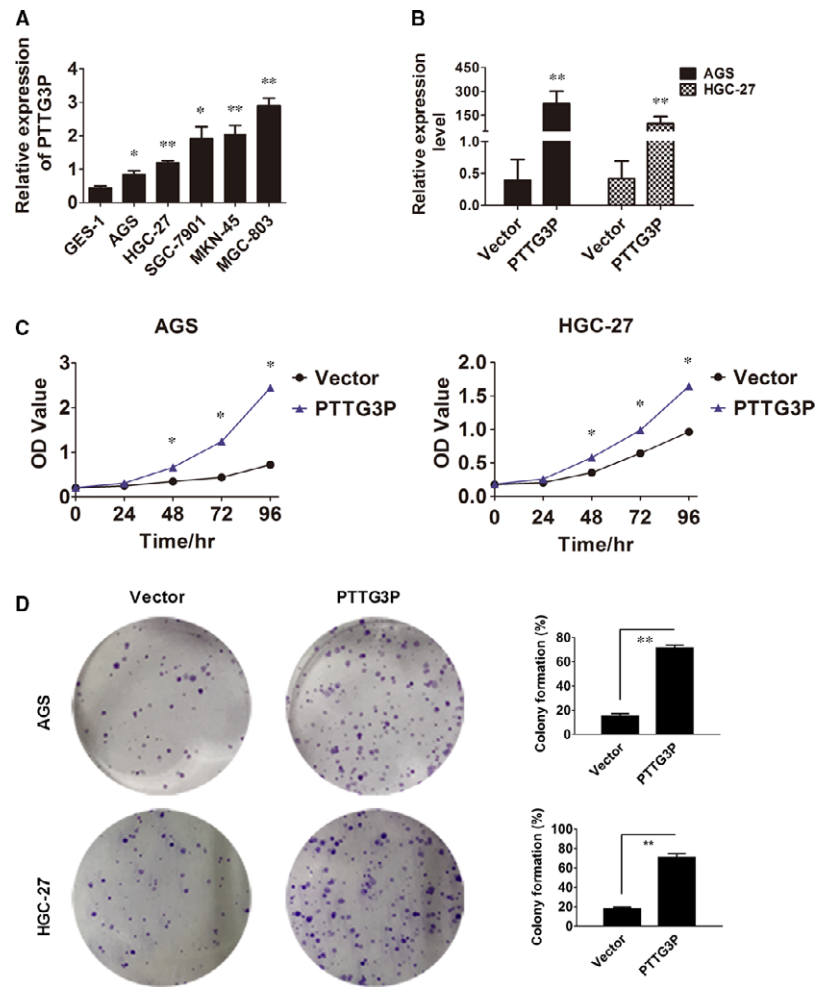 A
Relative expression
of PTTG3P
4
3
2
1
0
*
**
*
**
**
GES-1
AGS
HGC-27
SGC-7901
MKN-45
MGC-803
B
Relative expression
level
450
300
150
1.0
0.5
0.0
**
**
AGS
HGC-27
Vector
PTTG3P
Vector
PTTG3P
C
AGS
OD Value
3
2
1
0
*
*
*
Vector
PTTG3P
0 24 48 72 96
Time/hr
HGC-27
OD Value
2.0
1.5
1.0
0.5
0.0
*
*
*
Vector
PTTG3P
0 24 48 72 96
Time/hr
D
Vector PTTG3P
AGS
Colony formation (%)
80
60
40
20
0
**
Vector
PTTG3P
HGC-27
Colony formation (%)
100
80
60
40
20
0
**
Vector
PTTG3P